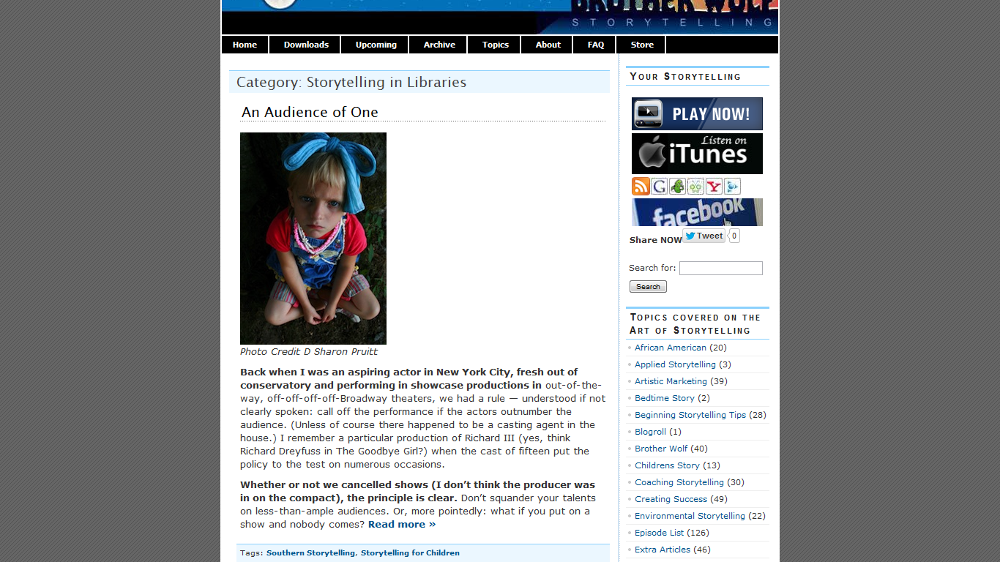 BROTHER WOLF
STORYTELLING
Home
Downloads
Upcoming
Archive
Topics
About
FAQ
Store
Category: Storytelling in Libraries
An Audience of One
Photo Credit D Sharon Pruitt
Back when I was an aspiring actor in New York City, fresh out of
conservatory and performing in showcase productions in out-of-the-
way, off-off-off-off-Broadway theaters, we had a rule — understood if not
clearly spoken: call off the performance if the actors outnumber the
audience. (Unless of course there happened to be a casting agent in the
house.) I remember a particular production of Richard III (yes, think
Richard Dreyfuss in The Goodbye Girl?) when the cast of fifteen put the
policy to the test on numerous occasions.
Whether or not we cancelled shows (I don’t think the producer was
in on the compact), the principle is clear. Don’t squander your talents
on less-than-ample audiences. Or, more pointedly: what if you put on a
show and nobody comes? Read more »
Tags: Southern Storytelling, Storytelling for Children
Your Storytelling
PLAY NOW!
Listen on
iTunes
G
Y
facebook
Share NOW
Tweet
0
Search for:
Search
Topics covered on the
Art of Storytelling
African American (20)
Applied Storytelling (3)
Artistic Marketing (39)
Bedtime Story (2)
Beginning Storytelling Tips (28)
Blogroll (1)
Brother Wolf (40)
Childrens Story (13)
Coaching Storytelling (30)
Creating Success (49)
Environmental Storytelling (22)
Episode List (126)
Extra Articles (46)